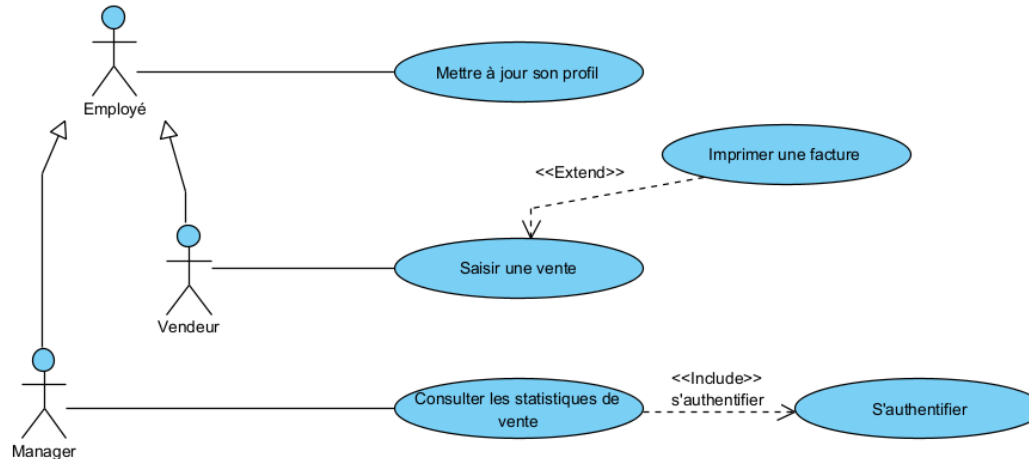 Mettre à jour son profil
Employé
Imprimer une facture
<<Extend>>
Saisir une vente
Vendeur
<<Include>>
s'authentifier
Consulter les statistiques de
vente
S'authentifier
Manager